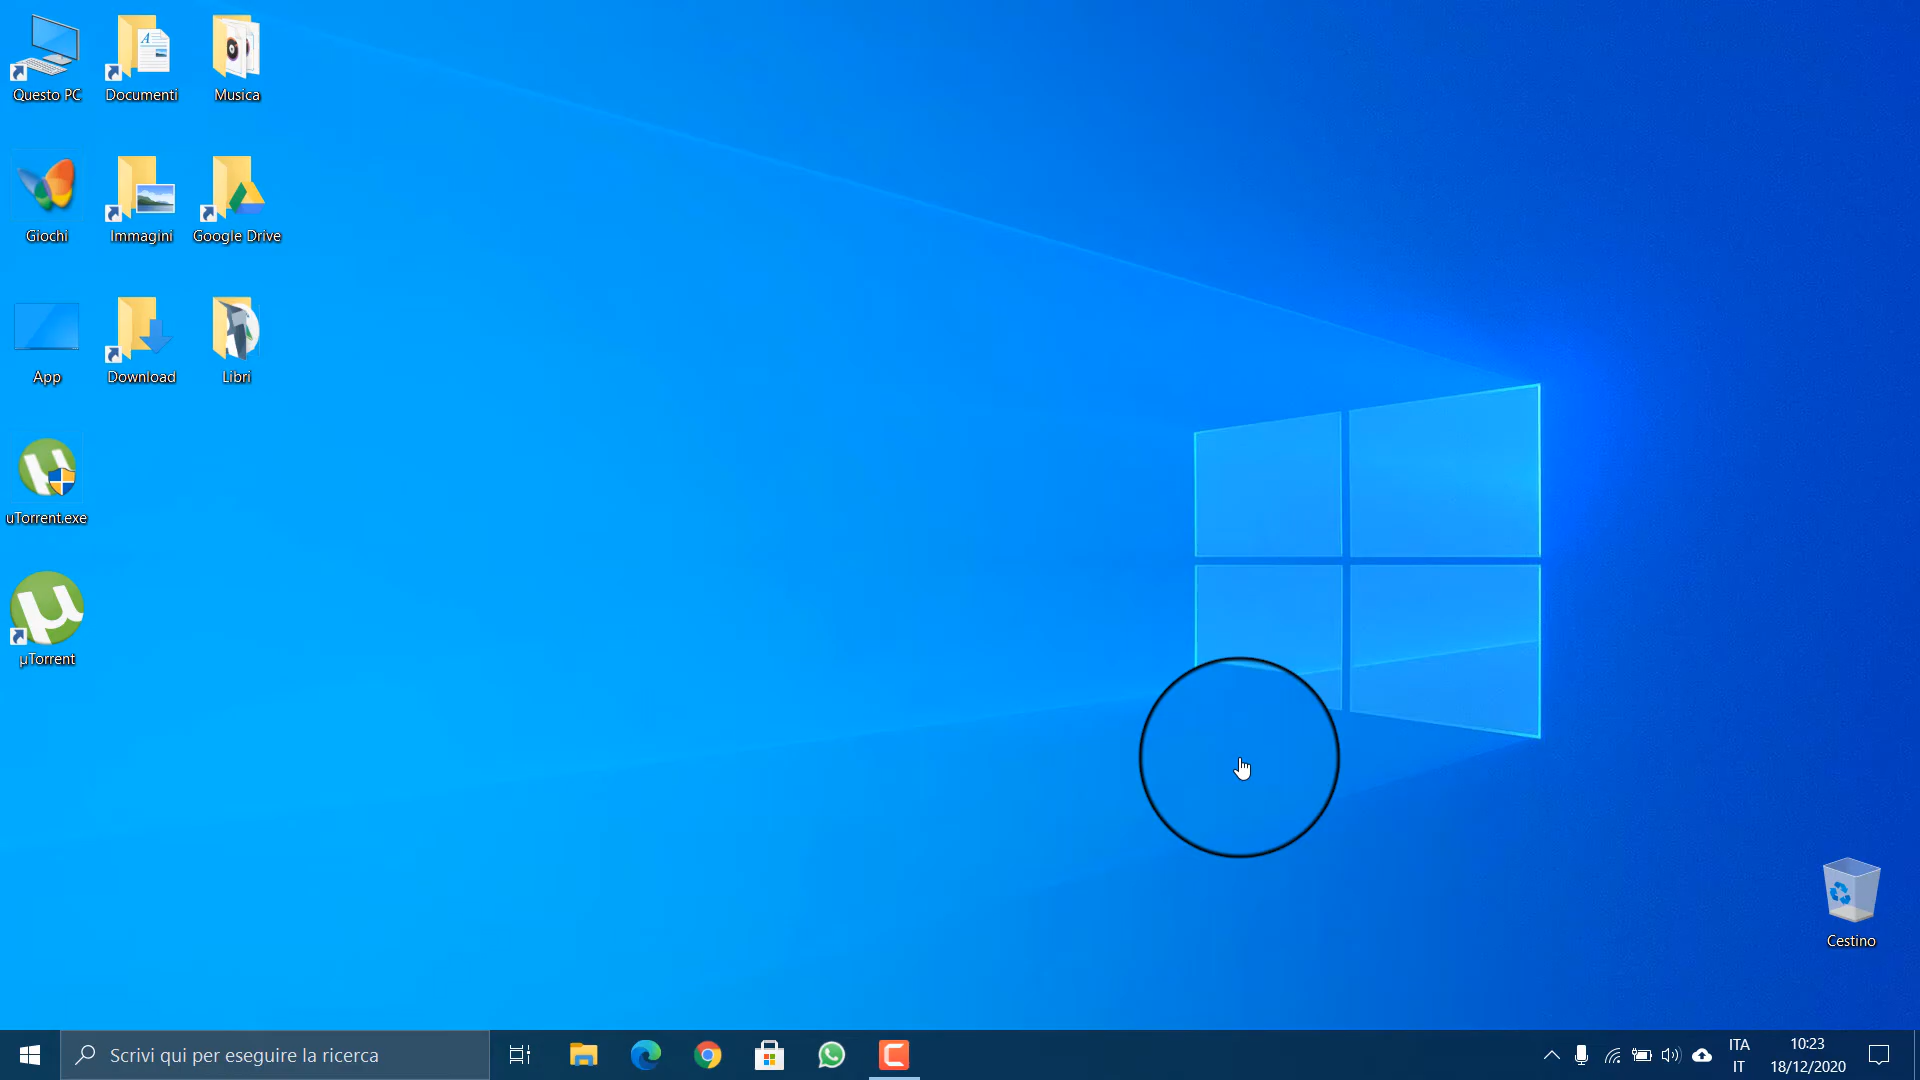 Questo PC
Documenti
Musica
Giochi
Immagini
Google Drive
App
Download
Libri
uTorrent.exe
µTorrent
Cestino
Scrivi qui per eseguire la ricerca
ITA
IT
10:23
18/12/2020